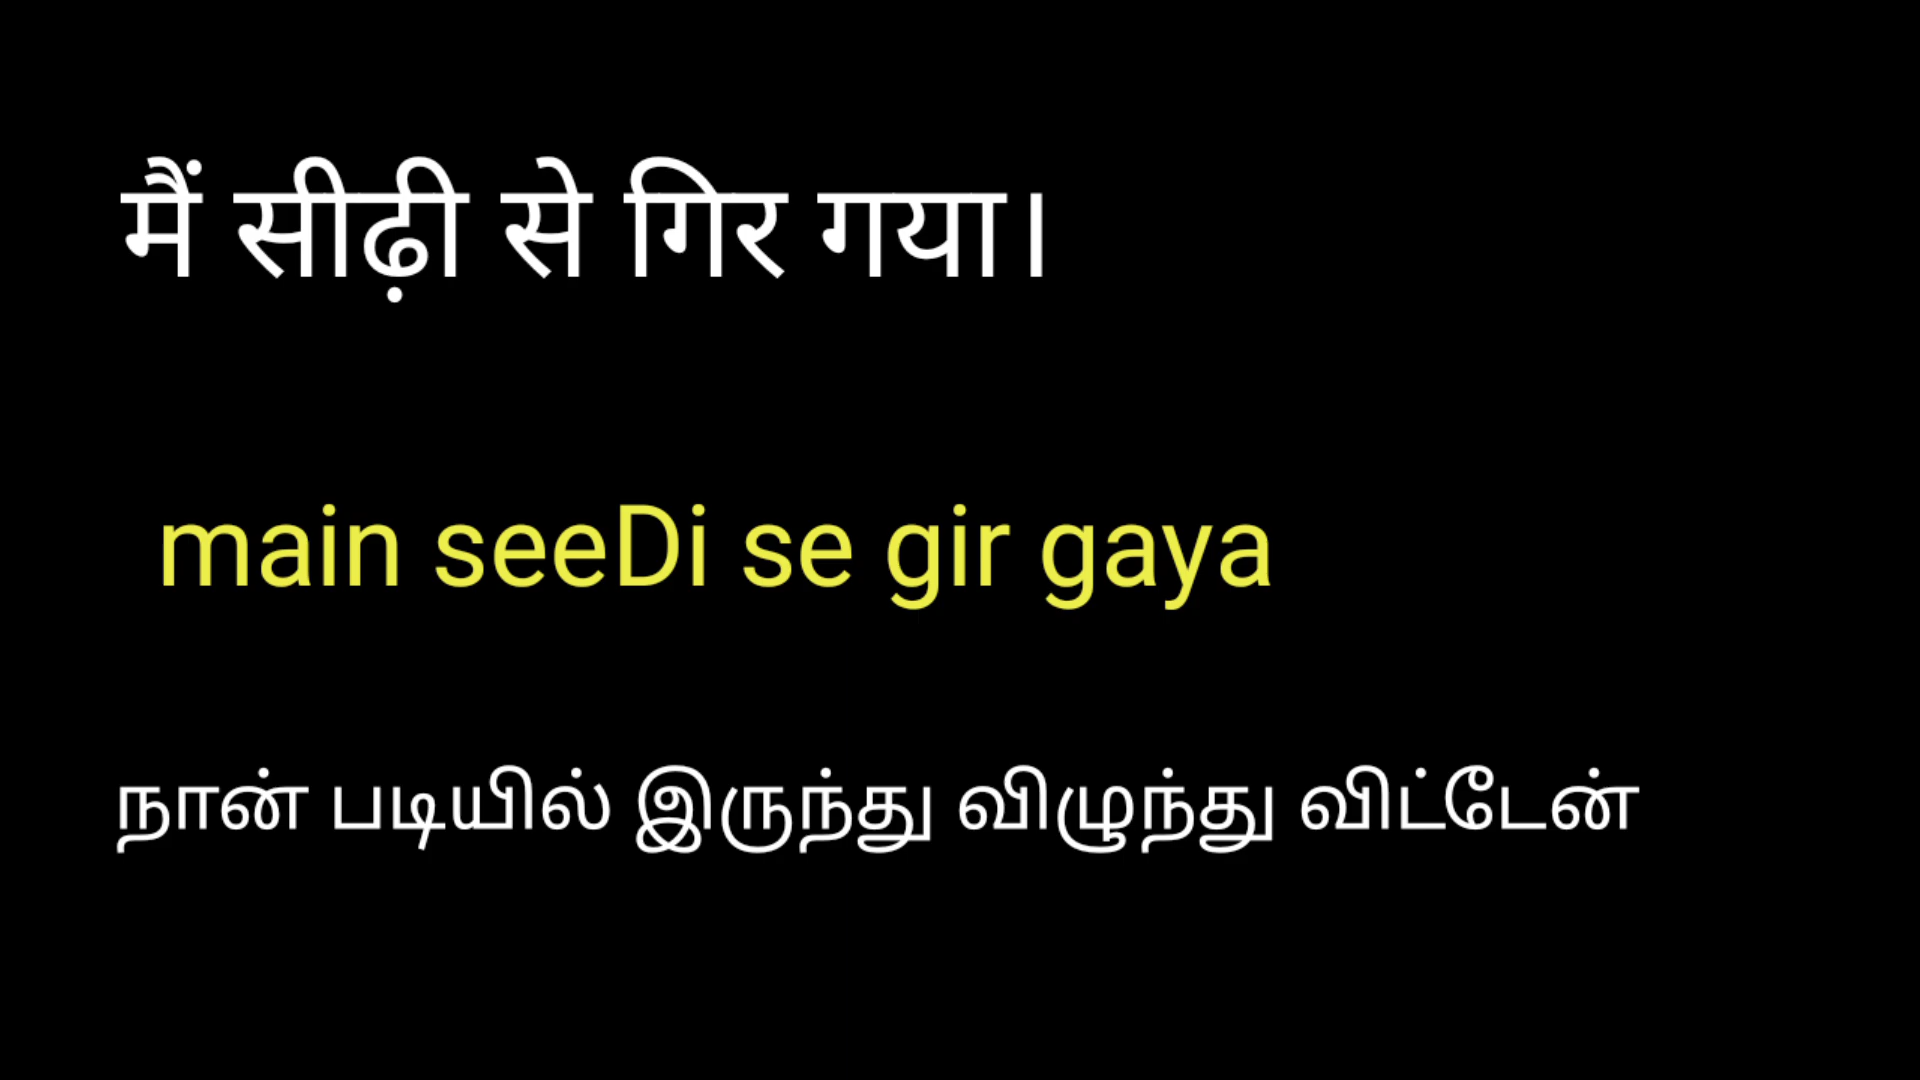 मैं सीढ़ी से गिर गया।
main seeDi se gir gaya
நான் படியில் இருந்து விழுந்து விட்டேன்